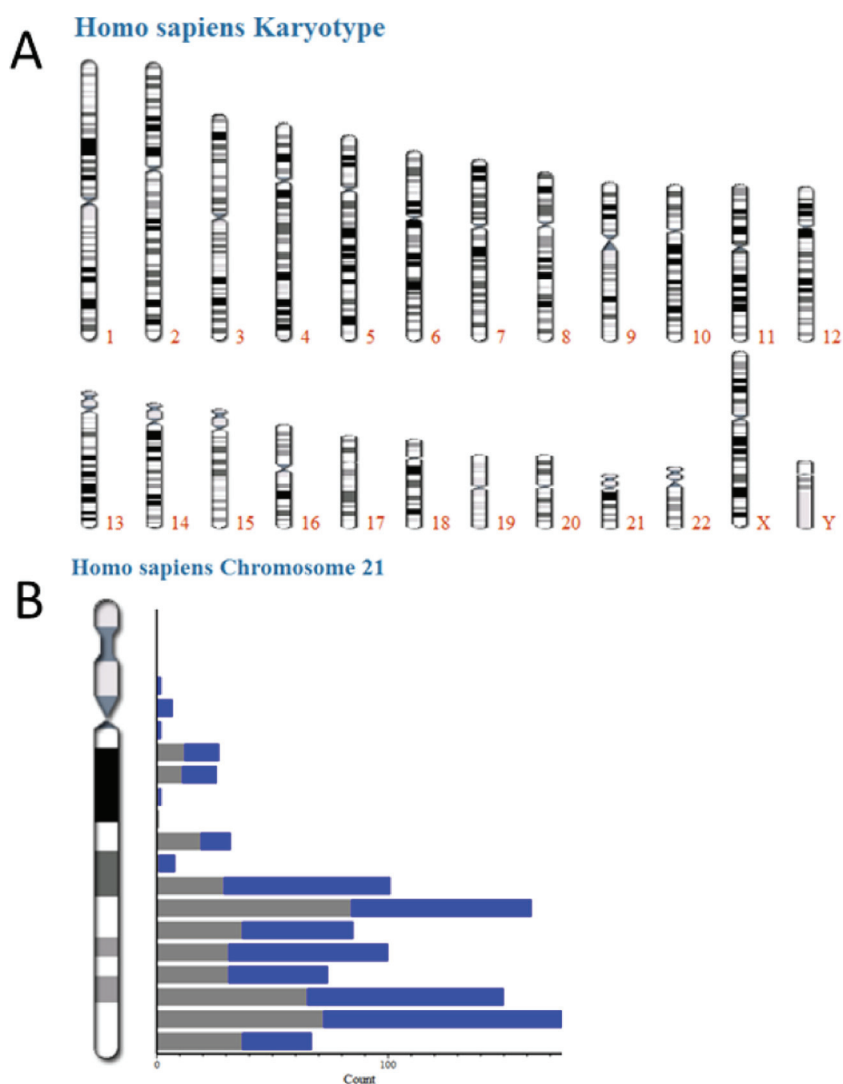 Homo sapiens Karyotype
A
1 2 3 4 5 6 7 8 9 10 11 12
13 14 15 16 17 18 19 20 21 22 X Y
Homo sapiens Chromosome 21
B
0 100
Count